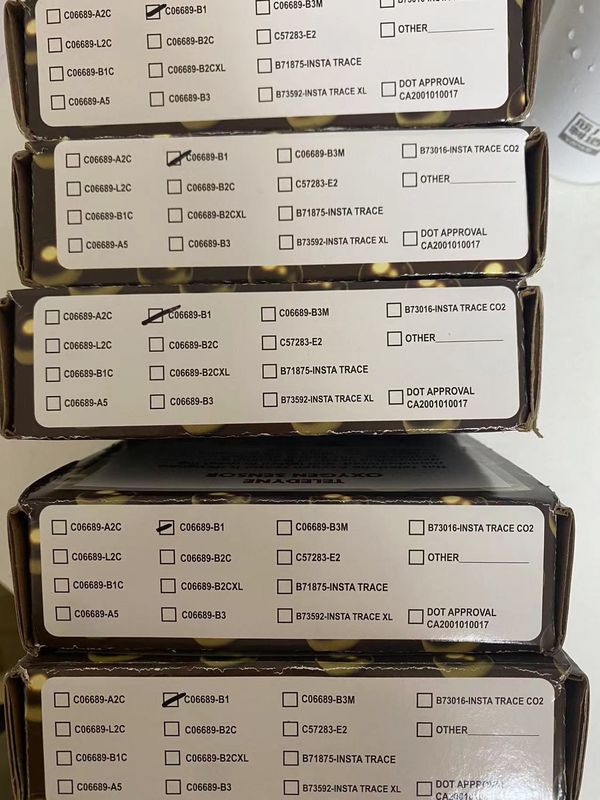 C06689-A2C C06689-B1 C06689-B3M
C06689-L2C C06689-B2C C57283-E2 OTHER
C06689-B1C C06689-B2CXL B71875-INSTA TRACE
C06689-A5 C06689-B3 B73592-INSTA TRACE XL DOT APPROVAL
CA2001010017
C06689-A2C C06689-B1 C06689-B3M B73016-INSTA TRACE CO2
C06689-L2C C06689-B2C C57283-E2 OTHER
C06689-B1C C06689-B2CXL B71875-INSTA TRACE
C06689-A5 C06689-B3 B73592-INSTA TRACE XL DOT APPROVAL
CA2001010017
C06689-A2C C06689-B1 C06689-B3M B73016-INSTA TRACE CO2
C06689-L2C C06689-B2C C57283-E2 OTHER
C06689-B1C C06689-B2CXL B71875-INSTA TRACE
C06689-A5 C06689-B3 B73592-INSTA TRACE XL DOT APPROVAL
CA2001010017
TELEDYNE
OXYGEN SENSOR
C06689-A2C C06689-B1 C06689-B3M B73016-INSTA TRACE CO2
C06689-L2C C06689-B2C C57283-E2 OTHER
C06689-B1C C06689-B2CXL B71875-INSTA TRACE
C06689-A5 C06689-B3 B73592-INSTA TRACE XL DOT APPROVAL
CA2001010017
C06689-A2C C06689-B1 C06689-B3M B73016-INSTA TRACE CO2
C06689-L2C C06689-B2C C57283-E2 OTHER
C06689-B1C C06689-B2CXL B71875-INSTA TRACE
C06689-A5 C06689-B3 B73592-INSTA TRACE XL DOT APPROVAL